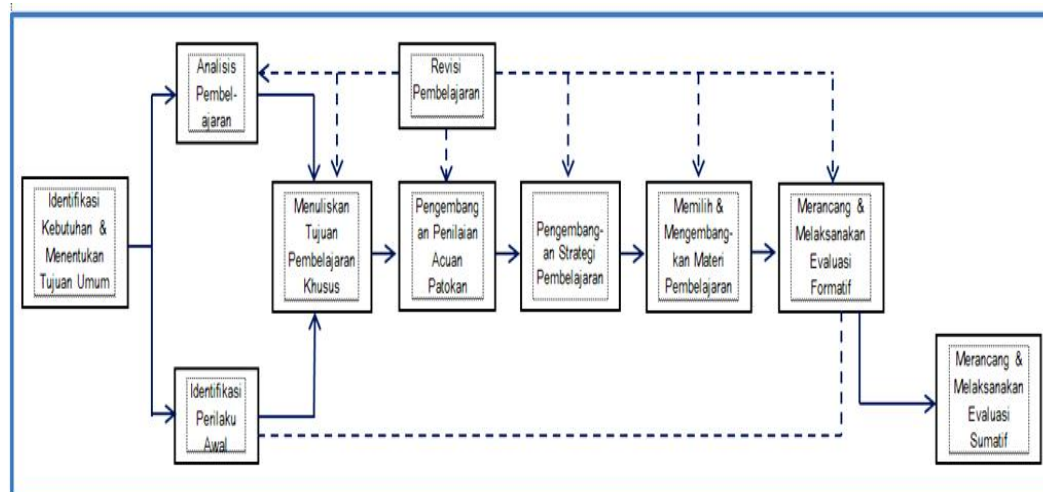 Analisis
Pembel-
ajaran
Revisi
Pembelajaran
Identifikasi
Kebutuhan &
Menentukan
Tujuan Umum
Menuliskan
Tujuan
Pembelajaran
Khusus
Pengembang
an Penilaian
Acuan
Patokan
Pengembang-
an Strategi
Pembelajaran
Memilih &
Mengembang-
kan Materi
Pembelajaran
Merancang &
Melaksanakan
Evaluasi
Formatif
Identifikasi
Perilaku
Awal
Merancang &
Melaksanakan
Evaluasi
Sumatif